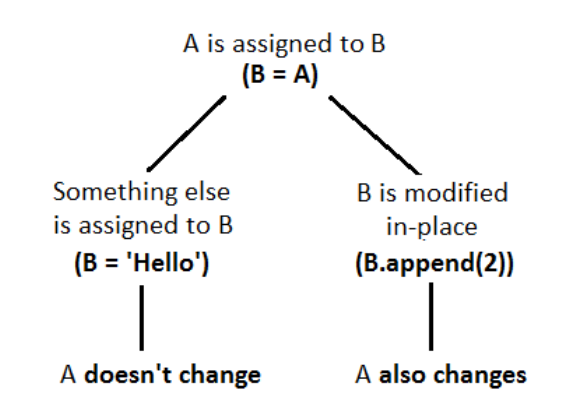 A is assigned to B
(B = A)
Something else
is assigned to B
(B = 'Hello')
B is modified
in-place
(B.append(2))
A doesn't change
A also changes